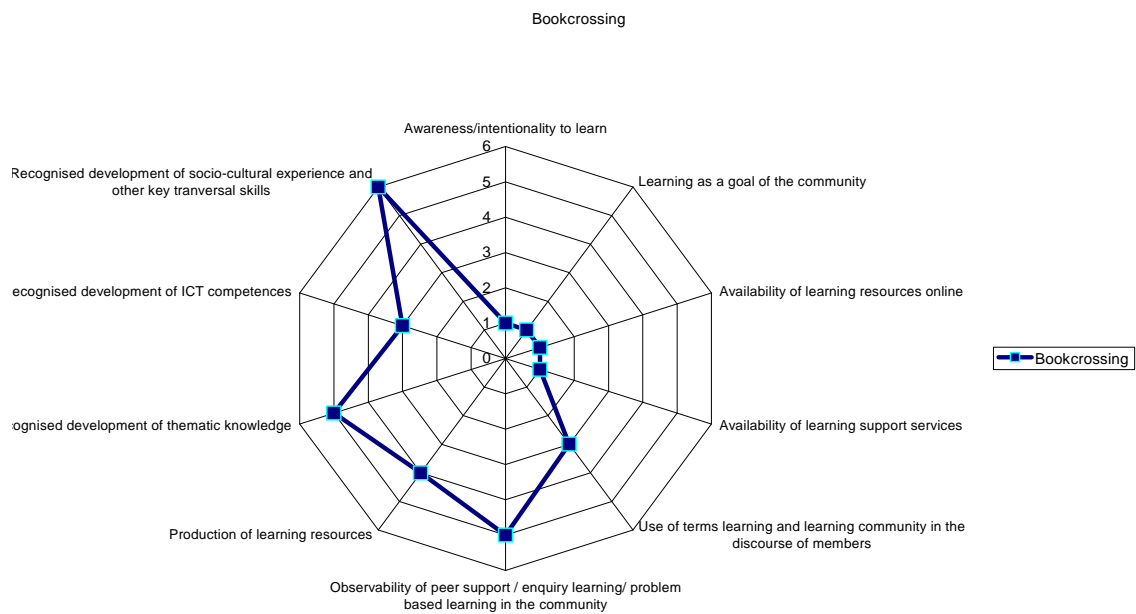 Bookcrossing
Awareness/intentionality to learn
6
5
4
3
2
1
0
Learning as a goal of the community
Availability of learning resources online
Availability of learning support services
Use of terms learning and learning community in the
discourse of members
Observability of peer support / enquiry learning/ problem
based learning in the community
Production of learning resources
cognised development of thematic knowledge
ecognised development of ICT competences
Recognised development of socio-cultural experience and
other key tranversal skills
Bookcrossing